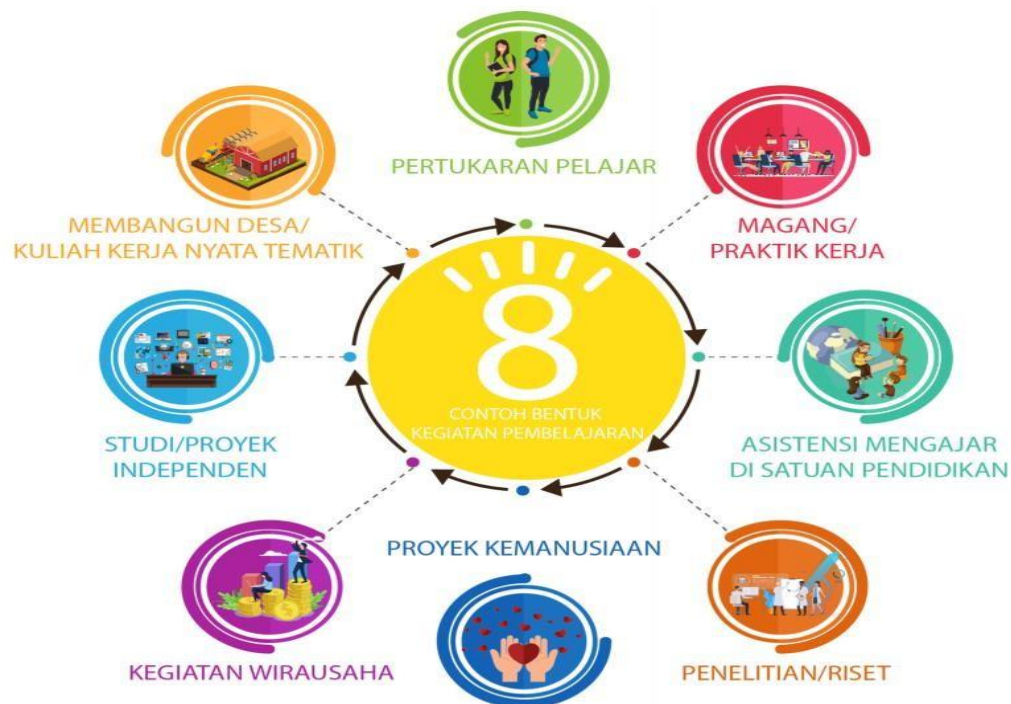 PERTUKARAN PELAJAR
MAGANG/
PRAKTIK KERJA
ASISTENSI MENGAJAR
DI SATUAN PENDIDIKAN
PENELITIAN/RISET
PROYEK KEMANUSIAAN
KEGIATAN WIRAUSAHA
STUDI/PROYEK
INDEPENDEN
MEMBANGUN DESA/
KULIAH KERJA NYATA TEMATIK
8
CONTOH BENTUK
KEGIATAN PEMBELAJARAN